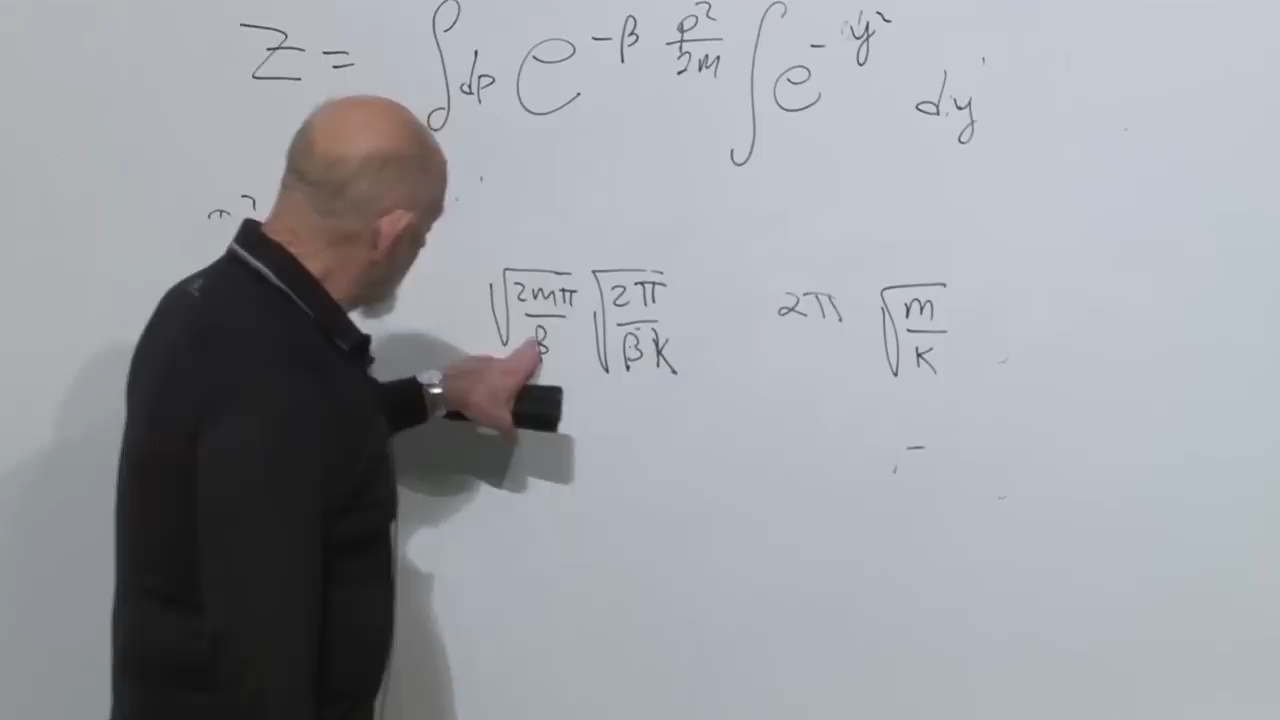 Z = ∫dp e^{-β p²/2m} ∫ e^{-y²} dy
√(2mπ/β) √(2π/βK) 2π √(m/K)